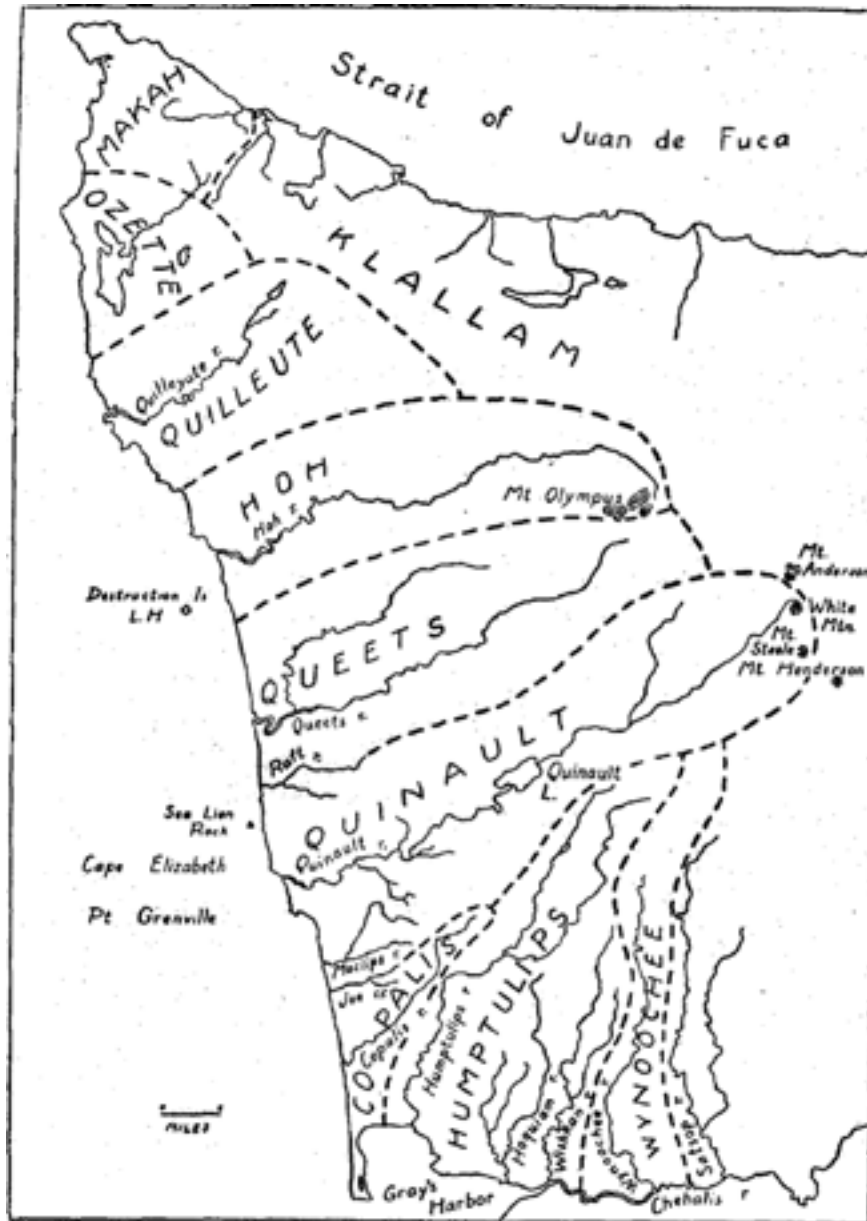 Strait of Juan de Fuca
MAKAH
OZETTE
KLALLAM
Quilleyute r.
QUILLEUTE
HOH
Hoh r.
Mt. Olympus
Mt. Anderson
White Mtn.
Mt. Steele
Mt. Henderson
Destruction Is
L.H
QUEETS
Queets r.
Raft r.
QUINAULT
Quinault L.
Sea Lion
Rock
Quinault r.
Cape Elizabeth
Pt Grenville
Joe cr.
COPALIS
Copalis r.
Humptulips r
HUMPTULIPS
Hoquiam r
Wishkah r
Wynoochee r
WYNOOCHEE
Satsop r
MILES
Gray's
Harbor
Chehalis r